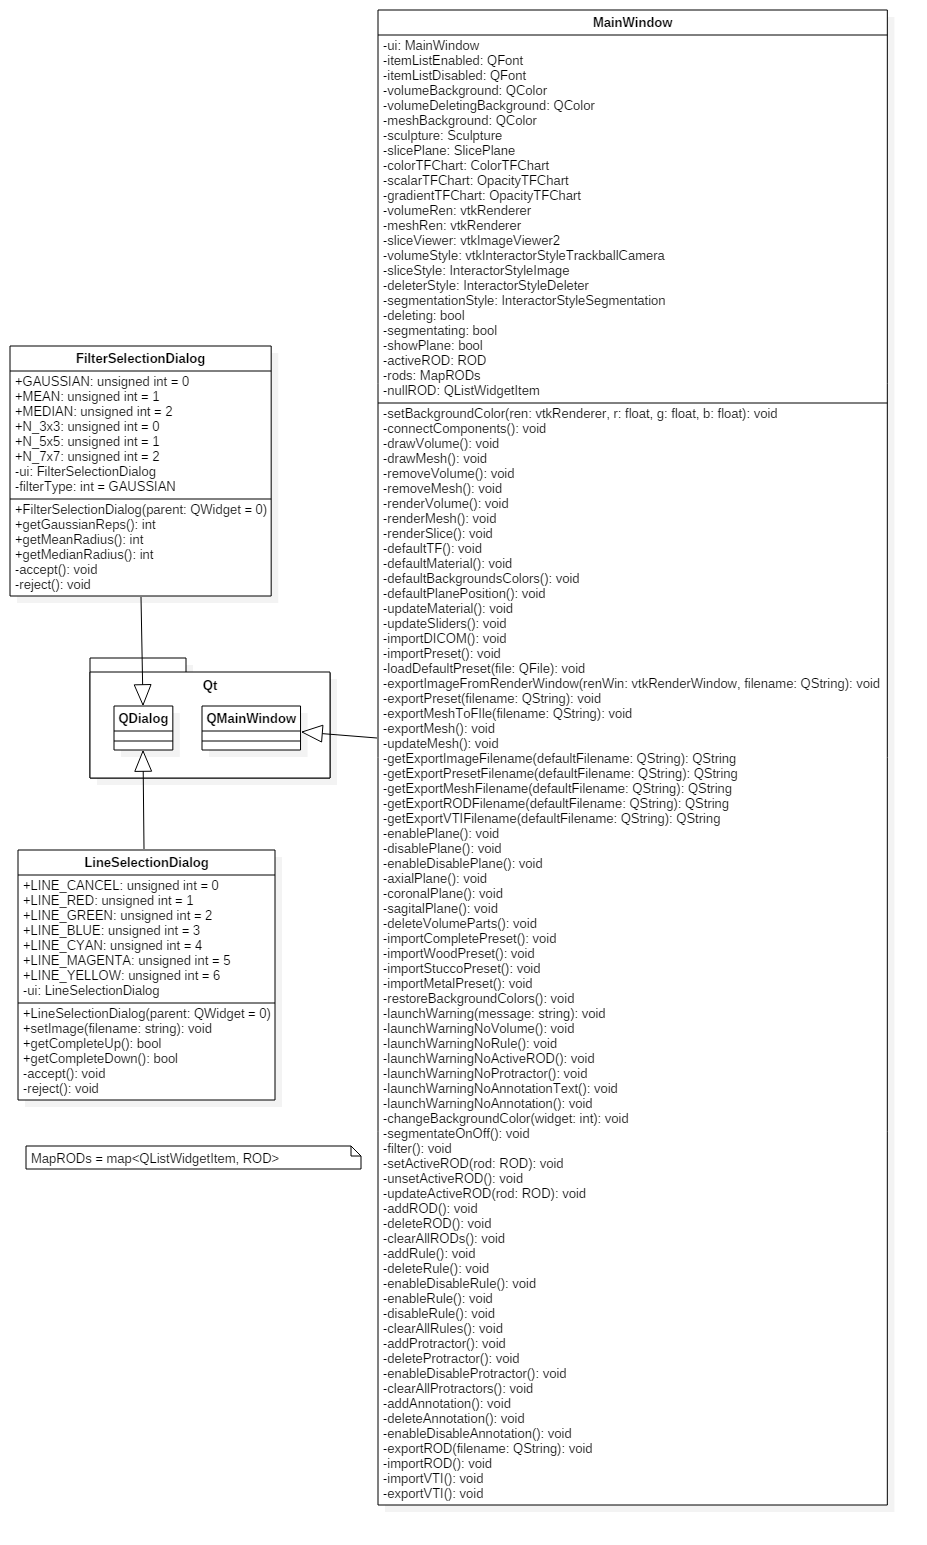 MainWindow
-ui: MainWindow
-itemListEnabled: QFont
-itemListDisabled: QFont
-volumeBackground: QColor
-volumeDeletingBackground: QColor
-meshBackground: QColor
-sculpture: Sculpture
-slicePlane: SlicePlane
-colorTFChart: ColorTFChart
-scalarTFChart: OpacityTFChart
-gradientTFChart: OpacityTFChart
-volumeRen: vtkRenderer
-meshRen: vtkRenderer
-sliceViewer: vtkImageViewer2
-volumeStyle: vtkInteractorStyleTrackballCamera
-sliceStyle: InteractorStyleImage
-deleterStyle: InteractorStyleDeleter
-segmentationStyle: InteractorStyleSegmentation
-deleting: bool
-segmentating: bool
-showPlane: bool
-activeROD: ROD
-rods: MapRODs
-nullROD: QListWidgetItem
-setBackgroundColor(ren: vtkRenderer, r: float, g: float, b: float): void
-connectComponents(): void
-drawVolume(): void
-drawMesh(): void
-removeVolume(): void
-removeMesh(): void
-renderVolume(): void
-renderMesh(): void
-renderSlice(): void
-defaultTF(): void
-defaultMaterial(): void
-defaultBackgroundsColors(): void
-defaultPlanePosition(): void
-updateMaterial(): void
-updateSliders(): void
-importDICOM(): void
-importPreset(): void
-loadDefaultPreset(file: QFile): void
-exportImageFromRenderWindow(renWin: vtkRenderWindow, filename: QString): void
-exportPreset(filename: QString): void
-exportMeshToFIle(filename: QString): void
-exportMesh(): void
-updateMesh(): void
-getExportImageFilename(defaultFilename: QString): QString
-getExportPresetFilename(defaultFilename: QString): QString
-getExportMeshFilename(defaultFilename: QString): QString
-getExportRODFilename(defaultFilename: QString): QString
-getExportVTIFilename(defaultFilename: QString): QString
-enablePlane(): void
-disablePlane(): void
-enableDisablePlane(): void
-axialPlane(): void
-coronalPlane(): void
-sagitalPlane(): void
-deleteVolumeParts(): void
-importCompletePreset(): void
-importWoodPreset(): void
-importStuccoPreset(): void
-importMetalPreset(): void
-restoreBackgroundColors(): void
-launchWarning(message: string): void
-launchWarningNoVolume(): void
-launchWarningNoRule(): void
-launchWarningNoActiveROD(): void
-launchWarningNoProtractor(): void
-launchWarningNoAnnotationText(): void
-launchWarningNoAnnotation(): void
-changeBackgroundColor(widget: int): void
-segmentateOnOff(): void
-filter(): void
-setActiveROD(rod: ROD): void
-unsetActiveROD(): void
-updateActiveROD(rod: ROD): void
-addROD(): void
-deleteROD(): void
-clearAllRODs(): void
-addRule(): void
-deleteRule(): void
-enableDisableRule(): void
-enableRule(): void
-disableRule(): void
-clearAllRules(): void
-addProtractor(): void
-deleteProtractor(): void
-enableDisableProtractor(): void
-clearAllProtractors(): void
-addAnnotation(): void
-deleteAnnotation(): void
-enableDisableAnnotation(): void
-exportROD(filename: QString): void
-importROD(): void
-importVTI(): void
-exportVTI(): void
FilterSelectionDialog
+GAUSSIAN: unsigned int = 0
+MEAN: unsigned int = 1
+MEDIAN: unsigned int = 2
+N_3x3: unsigned int = 0
+N_5x5: unsigned int = 1
+N_7x7: unsigned int = 2
-ui: FilterSelectionDialog
-filterType: int = GAUSSIAN
+FilterSelectionDialog(parent: QWidget = 0)
+getGaussianReps(): int
+getMeanRadius(): int
+getMedianRadius(): int
-accept(): void
-reject(): void
Qt
QDialog
QMainWindow
LineSelectionDialog
+LINE_CANCEL: unsigned int = 0
+LINE_RED: unsigned int = 1
+LINE_GREEN: unsigned int = 2
+LINE_BLUE: unsigned int = 3
+LINE_CYAN: unsigned int = 4
+LINE_MAGENTA: unsigned int = 5
+LINE_YELLOW: unsigned int = 6
-ui: LineSelectionDialog
+LineSelectionDialog(parent: QWidget = 0)
+setImage(filename: string): void
+getCompleteUp(): bool
+getCompleteDown(): bool
-accept(): void
-reject(): void
MapRODs = map<QListWidgetItem, ROD>